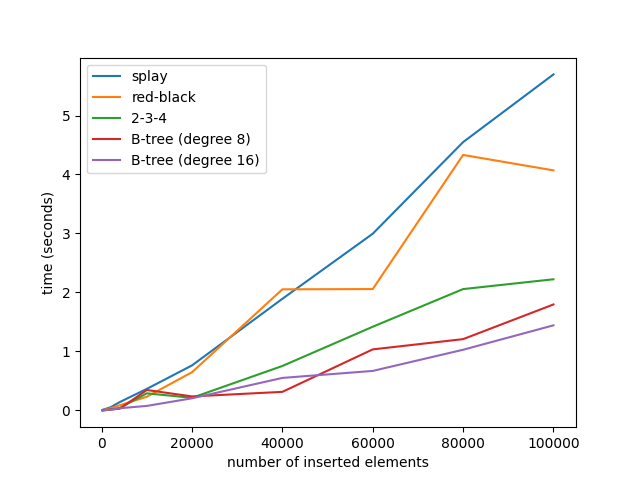 splay
red-black
2-3-4
B-tree (degree 8)
B-tree (degree 16)
time (seconds)
5
4
3
2
1
0
0 20000 40000 60000 80000 100000
number of inserted elements